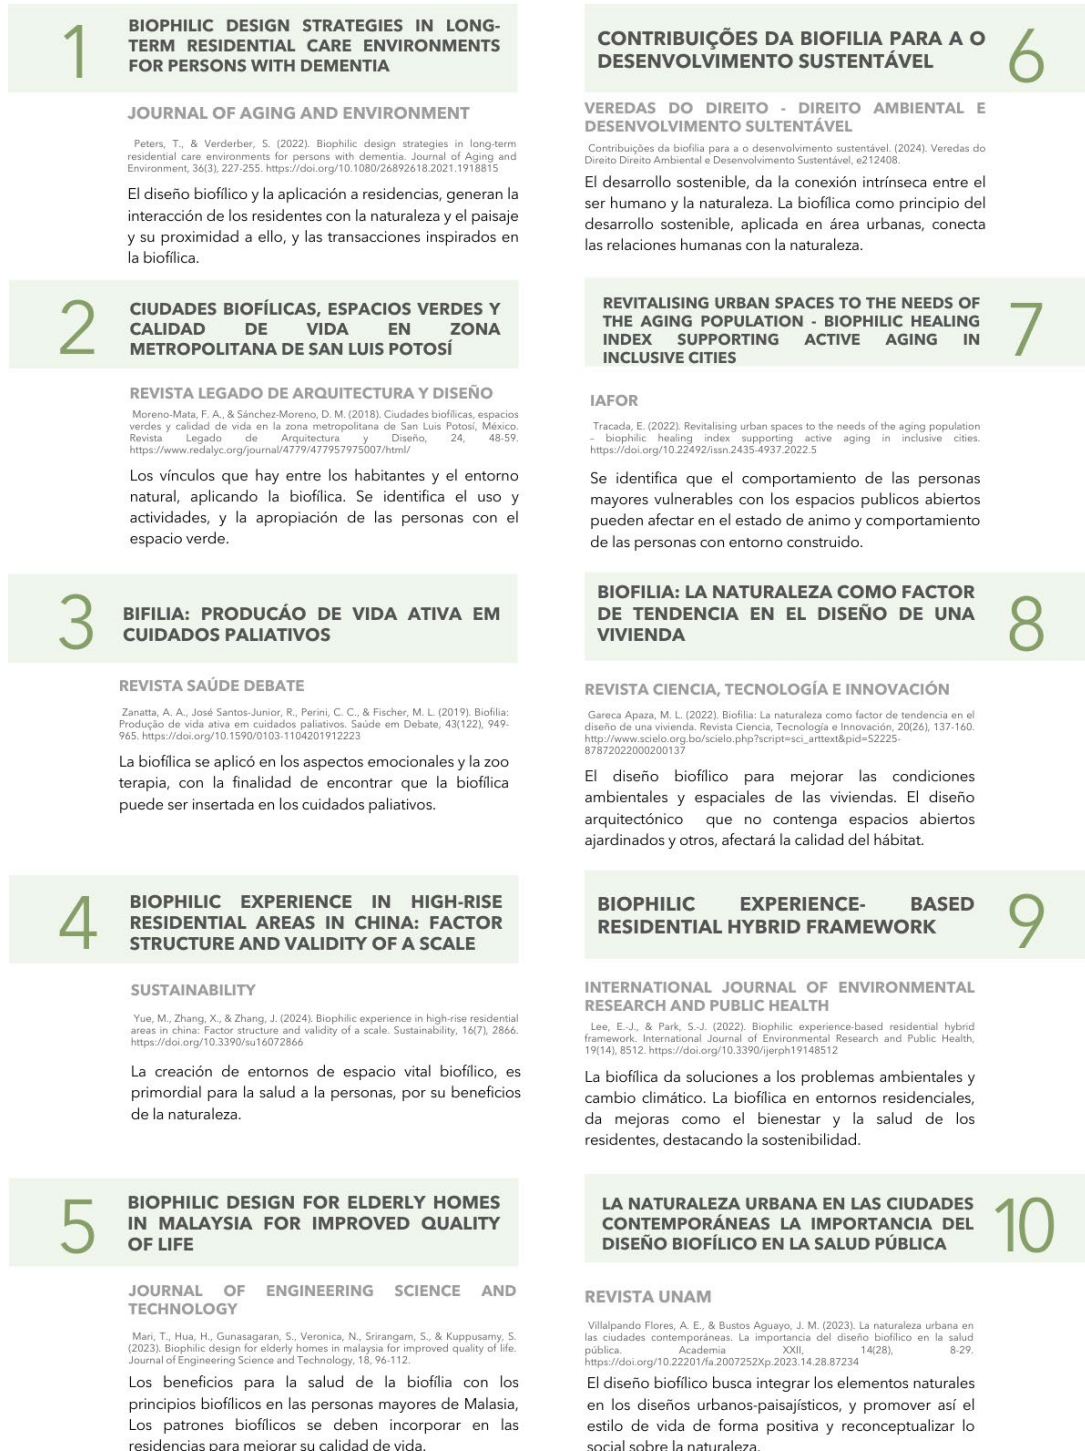 1
BIOPHILIC DESIGN STRATEGIES IN LONG-
TERM RESIDENTIAL CARE ENVIRONMENTS
FOR PERSONS WITH DEMENTIA
JOURNAL OF AGING AND ENVIRONMENT
Peters, T., & Verderber, S. (2022). Biophilic design strategies in long-term
residential care environments for persons with dementia. Journal of Aging and
Environment, 36(3), 227-255. https://doi.org/10.1080/26892618.2021.1918815
El diseño biofílico y la aplicación a residencias, generan la
interacción de los residentes con la naturaleza y el paisaje
y su proximidad a ello, y las transacciones inspirados en
la biofílica.
2
CIUDADES BIOFÍLICAS, ESPACIOS VERDES Y
CALIDAD DE VIDA EN ZONA
METROPOLITANA DE SAN LUIS POTOSÍ
REVISTA LEGADO DE ARQUITECTURA Y DISEÑO
Moreno-Mata, F. A., & Sánchez-Moreno, D. M. (2018). Ciudades biofílicas, espacios
verdes y calidad de vida en la zona metropolitana de San Luis Potosí, México.
Revista Legado de Arquitectura y Diseño, 24, 48-59.
https://www.redalyc.org/journal/4779/477957975007/html/
Los vínculos que hay entre los habitantes y el entorno
natural, aplicando la biofílica. Se identifica el uso y
actividades, y la apropiación de las personas con el
espacio verde.
3
BIFILIA: PRODUCÁO DE VIDA ATIVA EM
CUIDADOS PALIATIVOS
REVISTA SAÚDE DEBATE
Zanatta, A. A., José Santos-Junior, R., Perini, C. C., & Fischer, M. L. (2019). Biofilia:
Produção de vida ativa em cuidados paliativos. Saúde em Debate, 43(122), 949-
965. https://doi.org/10.1590/0103-1104201912223
La biofílica se aplicó en los aspectos emocionales y la zoo
terapia, con la finalidad de encontrar que la biofílica
puede ser insertada en los cuidados paliativos.
4
BIOPHILIC EXPERIENCE IN HIGH-RISE
RESIDENTIAL AREAS IN CHINA: FACTOR
STRUCTURE AND VALIDITY OF A SCALE
SUSTAINABILITY
Yue, M., Zhang, X., & Zhang, J. (2024). Biophilic experience in high-rise residential
areas in china: Factor structure and validity of a scale. Sustainability, 16(7), 2866.
https://doi.org/10.3390/su16072866
La creación de entornos de espacio vital biofílico, es
primordial para la salud a la personas, por su beneficios
de la naturaleza.
5
BIOPHILIC DESIGN FOR ELDERLY HOMES
IN MALAYSIA FOR IMPROVED QUALITY
OF LIFE
JOURNAL OF ENGINEERING SCIENCE AND
TECHNOLOGY
Mari, T., Hua, H., Gunasagaran, S., Veronica, N., Srirangam, S., & Kuppusamy, S.
(2023). Biophilic design for elderly homes in malaysia for improved quality of life.
Journal of Engineering Science and Technology, 18, 96-112.
Los beneficios para la salud de la biofília con los
principios biofílicos en las personas mayores de Malasia,
Los patrones biofílicos se deben incorporar en las
residencias para mejorar su calidad de vida.
CONTRIBUIÇÕES DA BIOFILIA PARA A O
DESENVOLVIMENTO SUSTENTÁVEL
6
VEREDAS DO DIREITO - DIREITO AMBIENTAL E
DESENVOLVIMENTO SULTENTÁVEL
Contribuições da biofilia para a o desenvolvimento sustentável. (2024). Veredas do
Direito Direito Ambiental e Desenvolvimento Sustentável, e212408.
El desarrollo sostenible, da la conexión intrínseca entre el
ser humano y la naturaleza. La biofílica como principio del
desarrollo sostenible, aplicada en área urbanas, conecta
las relaciones humanas con la naturaleza.
REVITALISING URBAN SPACES TO THE NEEDS OF
THE AGING POPULATION - BIOPHILIC HEALING
INDEX SUPPORTING ACTIVE AGING IN
INCLUSIVE CITIES
7
IAFOR
Tracada, E. (2022). Revitalising urban spaces to the needs of the aging population
– biophilic healing index supporting active aging in inclusive cities.
https://doi.org/10.22492/issn.2435-4937.2022.5
Se identifica que el comportamiento de las personas
mayores vulnerables con los espacios publicos abiertos
pueden afectar en el estado de animo y comportamiento
de las personas con entorno construido.
BIOFILIA: LA NATURALEZA COMO FACTOR
DE TENDENCIA EN EL DISEÑO DE UNA
VIVIENDA
8
REVISTA CIENCIA, TECNOLOGÍA E INNOVACIÓN
Gareca Apaza, M. L. (2022). Biofilia: La naturaleza como factor de tendencia en el
diseño de una vivienda. Revista Ciencia, Tecnología e Innovación, 20(26), 137-160.
http://www.scielo.org.bo/scielo.php?script=sci_arttext&pid=S2225-
87872022000200137
El diseño biofílico para mejorar las condiciones
ambientales y espaciales de las viviendas. El diseño
arquitectónico que no contenga espacios abiertos
ajardinados y otros, afectará la calidad del hábitat.
BIOPHILIC EXPERIENCE- BASED
RESIDENTIAL HYBRID FRAMEWORK
9
INTERNATIONAL JOURNAL OF ENVIRONMENTAL
RESEARCH AND PUBLIC HEALTH
Lee, E.-J., & Park, S.-J. (2022). Biophilic experience-based residential hybrid
framework. International Journal of Environmental Research and Public Health,
19(14), 8512. https://doi.org/10.3390/ijerph19148512
La biofílica da soluciones a los problemas ambientales y
cambio climático. La biofílica en entornos residenciales,
da mejoras como el bienestar y la salud de los
residentes, destacando la sostenibilidad.
LA NATURALEZA URBANA EN LAS CIUDADES
CONTEMPORÁNEAS LA IMPORTANCIA DEL
DISEÑO BIOFÍLICO EN LA SALUD PÚBLICA
10
REVISTA UNAM
Villalpando Flores, A. E., & Bustos Aguayo, J. M. (2023). La naturaleza urbana en
las ciudades contemporáneas. La importancia del diseño biofílico en la salud
pública. Academia XXII, 14(28), 8-29.
https://doi.org/10.22201/fa.2007252Xp.2023.14.28.87234
El diseño biofílico busca integrar los elementos naturales
en los diseños urbanos-paisajísticos, y promover así el
estilo de vida de forma positiva y reconceptualizar lo
social sobre la naturaleza.